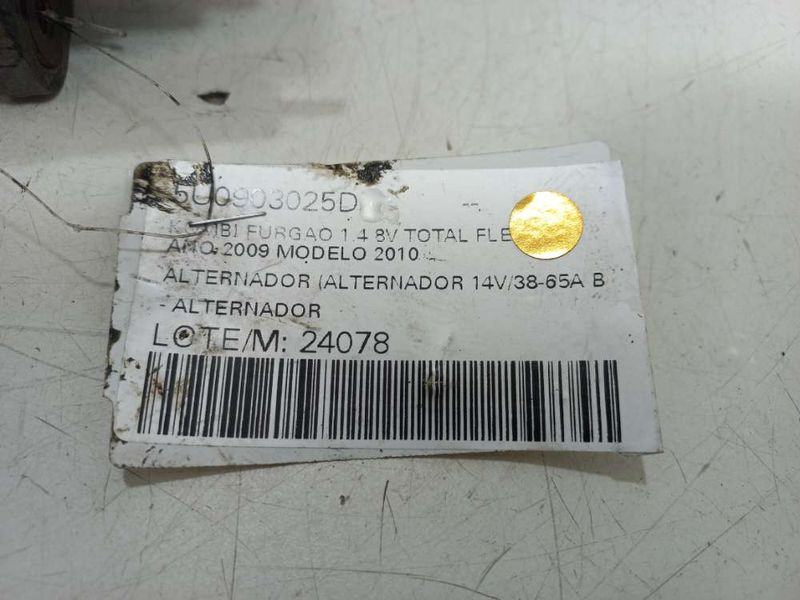 5U0903025D --
KOMBI FURGAO 1.4 8V TOTAL FLE
ANO 2009 MODELO 2010
ALTERNADOR (ALTERNADOR 14V/38-65A B
- ALTERNADOR
LOTE/M: 24078